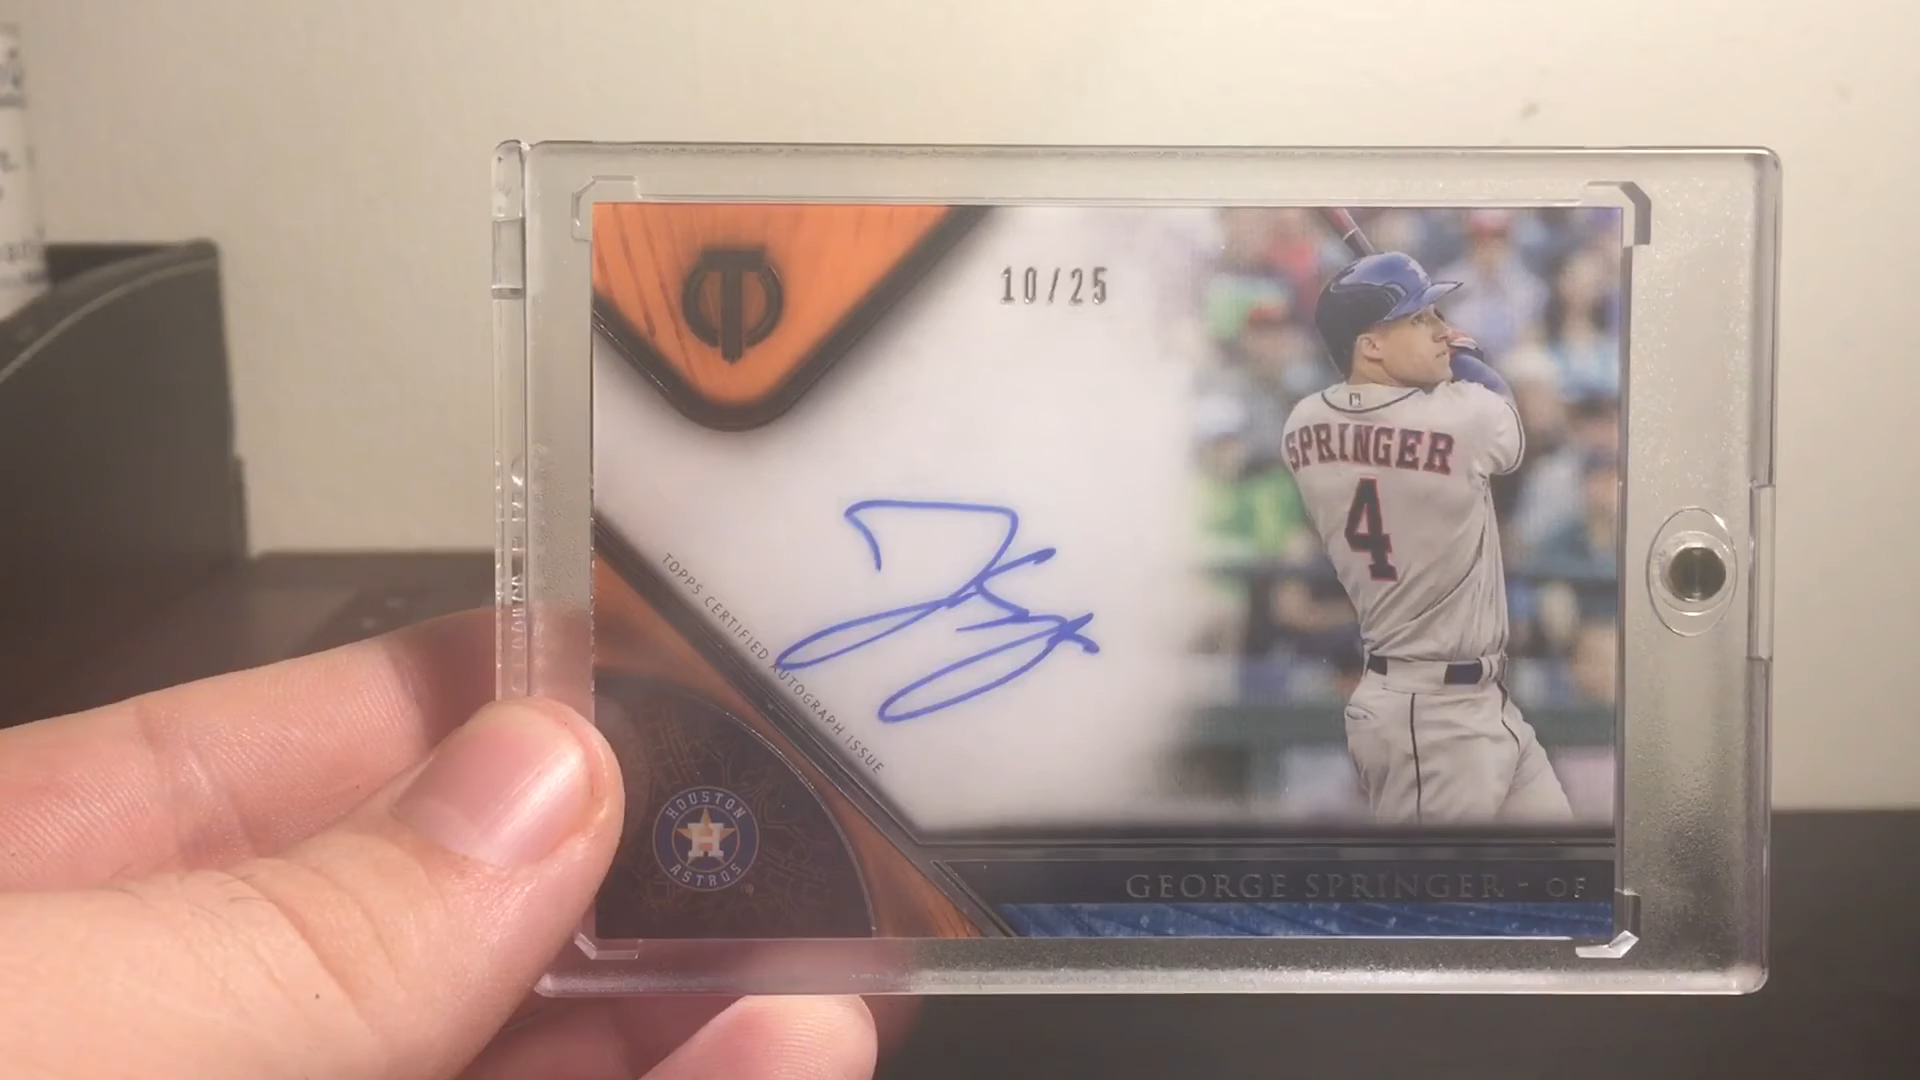 10/25
SPRINGER
4
TOPPS CERTIFIED AUTOGRAPH ISSUE
HOUSTON
H
ASTROS
GEORGE SPRINGER - OF